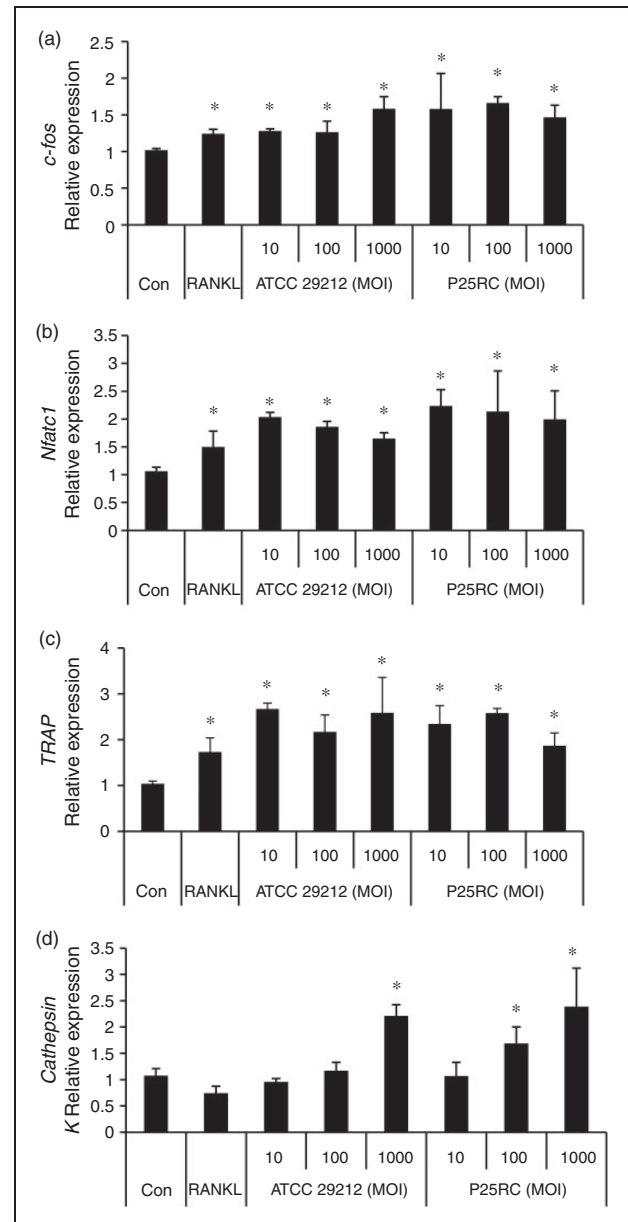 (a)
c-fos
Relative expression
2.5
2
1.5
1
0.5
0
* * * * * * *
10 100 1000 10 100 1000
Con RANKL ATCC 29212 (MOI) P25RC (MOI)
(b)
Nfatc1
Relative expression
3.5
3
2.5
2
1.5
1
0.5
0
* * * * * * *
10 100 1000 10 100 1000
Con RANKL ATCC 29212 (MOI) P25RC (MOI)
(c)
TRAP
Relative expression
4
3
2
1
0
* * * * * * *
10 100 1000 10 100 1000
Con RANKL ATCC 29212 (MOI) P25RC (MOI)
(d)
Cathepsin
K Relative expression
3.5
3
2.5
2
1.5
1
0.5
0
* * *
10 100 1000 10 100 1000
Con RANKL ATCC 29212 (MOI) P25RC (MOI)